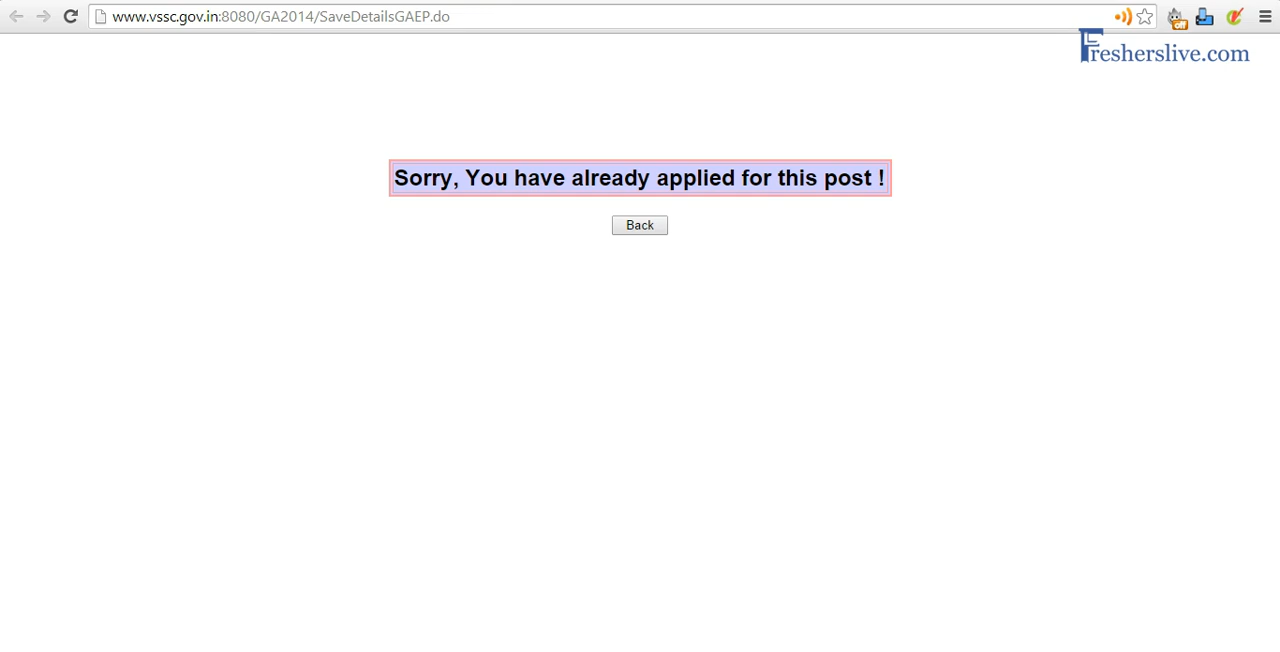 www.vssc.gov.in:8080/GA2014/SaveDetailsGAEP.do
off
Fresherslive.com
Sorry, You have already applied for this post !
Back